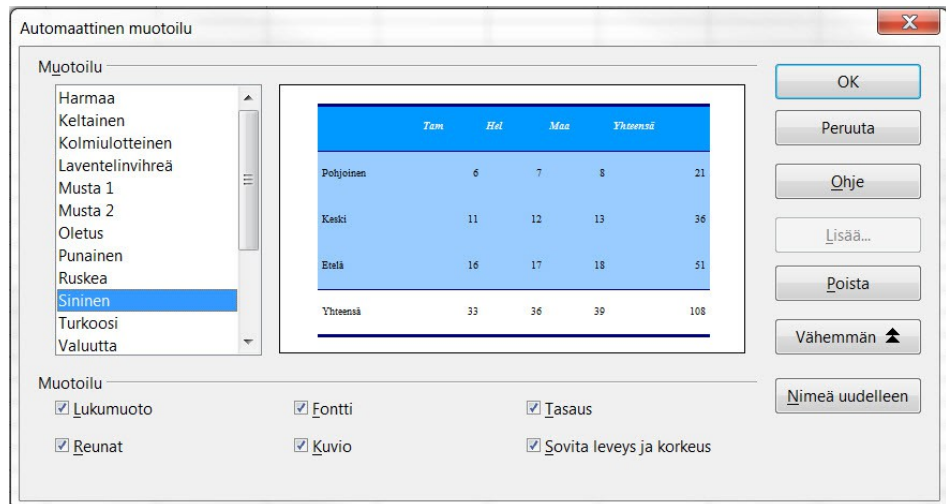 Automaattinen muotoilu
Muotoilu
Harmaa
Keltainen
Kolmiulotteinen
Laventelinvihreä
Musta 1
Musta 2
Oletus
Punainen
Ruskea
Sininen
Turkoosi
Valuutta
Tam Hel Maa Yhteensä
Pohjoinen 6 7 8 21
Keski 11 12 13 36
Etelä 16 17 18 51
Yhteensä 33 36 39 108
OK
Peruuta
Ohje
Lisää...
Poista
Vähemmän
Nimeä uudelleen
Muotoilu
Lukumuoto Fontti Tasaus
Reunat Kuvio Sovita leveys ja korkeus